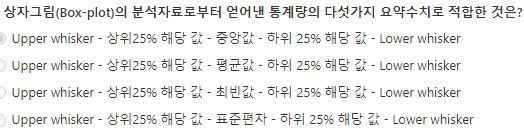 상자그림(Box-plot)의 분석자료로부터 얻어낸 통계량의 다섯가지 요약수치로 적합한 것은?
Upper whisker - 상위25% 해당 값 - 중앙값 - 하위 25% 해당 값 - Lower whisker
Upper whisker - 상위25% 해당 값 - 평균값 - 하위 25% 해당 값 - Lower whisker
Upper whisker - 상위25% 해당 값 - 최빈값 - 하위 25% 해당 값 - Lower whisker
Upper whisker - 상위25% 해당 값 - 표준편차 - 하위 25% 해당 값 - Lower whisker